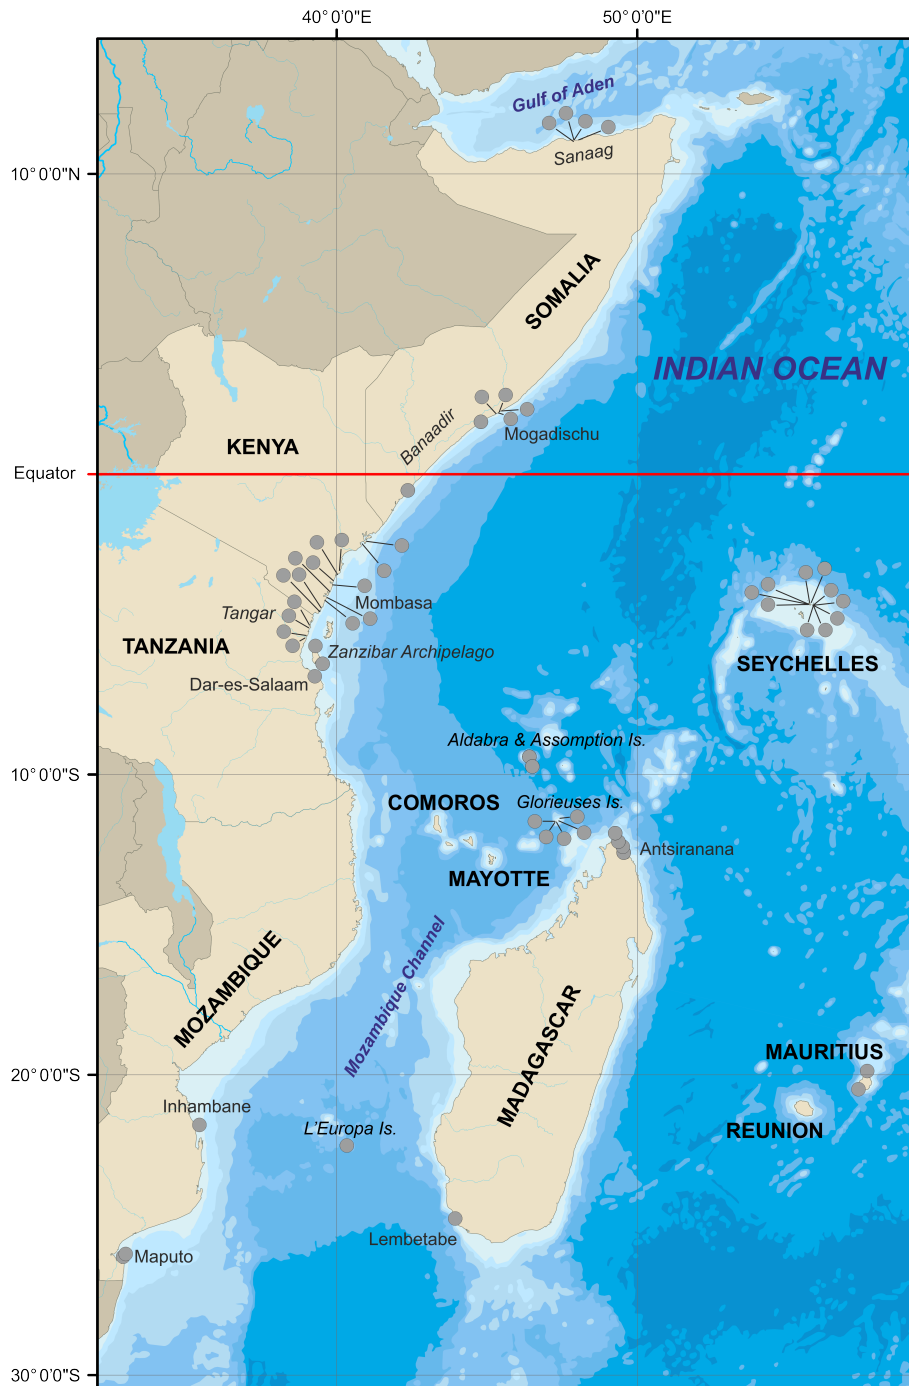 40° 0'0"E
50° 0'0"E
Gulf of Aden
Sanaag
10° 0'0"N
SOMALIA
INDIAN OCEAN
Banaadir
Mogadischu
KENYA
Equator
Mombasa
Tangar
TANZANIA
Zanzibar Archipelago
SEYCHELLES
Dar-es-Salaam
Aldabra & Assomption Is.
10° 0'0"S
COMOROS
Glorieuses Is.
Antsiranana
MAYOTTE
Mozambique Channel
MOZAMBIQUE
MADAGASCAR
MAURITIUS
20° 0'0"S
Inhambane
L'Europa Is.
REUNION
Lembetabe
Maputo
30° 0'0"S